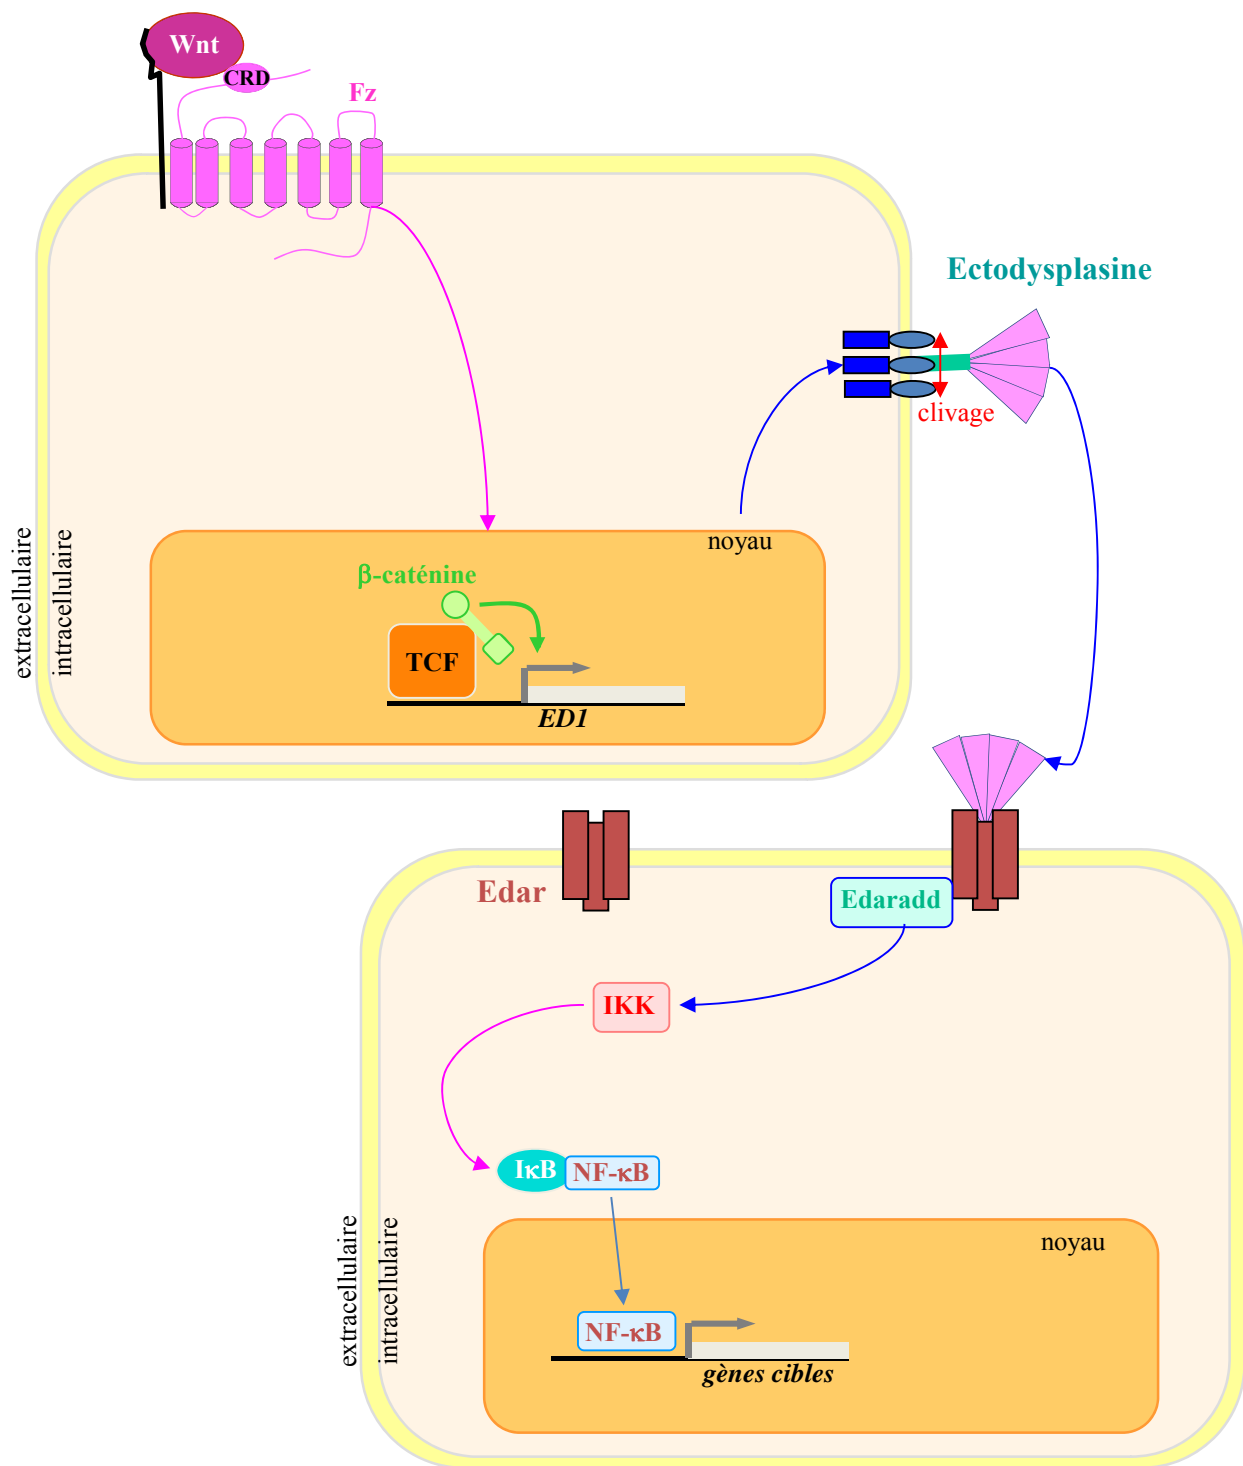 Wnt
CRD
Fz
Ectodysplasine
clivage
extracellulaire
intracellulaire
noyau
β-caténine
TCF
ED1
Edar
Edaradd
IKK
IκB
NF-κB
extracellulaire
intracellulaire
noyau
NF-κB
gènes cibles